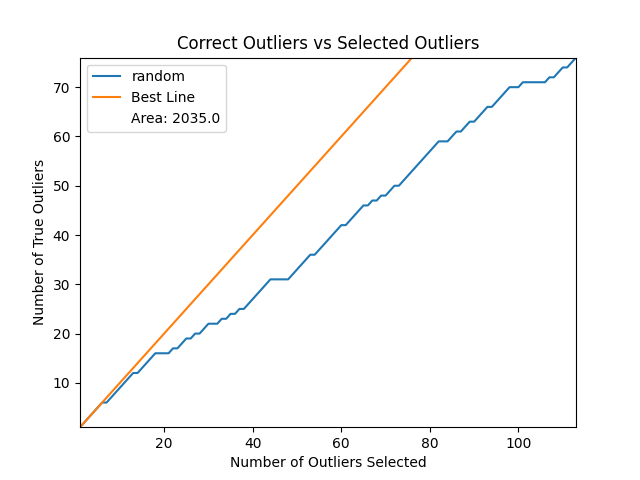 Correct Outliers vs Selected Outliers
random
Best Line
Area: 2035.0
Number of True Outliers
70
60
50
40
30
20
10
20 40 60 80 100
Number of Outliers Selected